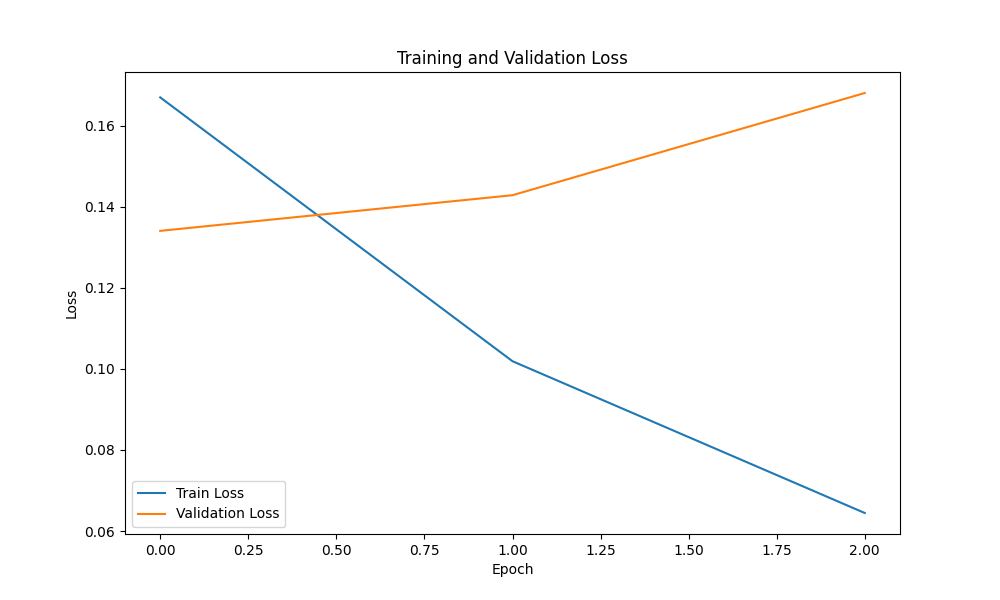 Training and Validation Loss
0.16
0.14
0.12
0.10
0.08
0.06
Loss
Train Loss
Validation Loss
0.00 0.25 0.50 0.75 1.00 1.25 1.50 1.75 2.00
Epoch